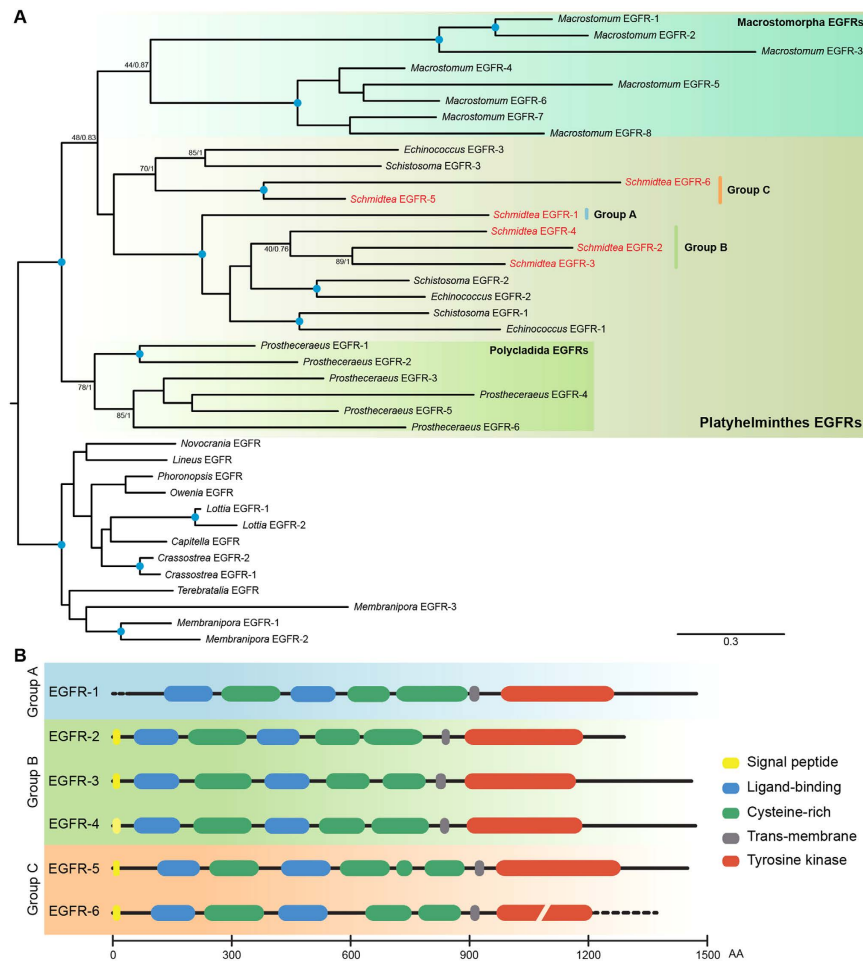 A
Macrostomum EGFR-1
Macrostomorpha EGFRs
Macrostomum EGFR-2
Macrostomum EGFR-3
44/0.87
Macrostomum EGFR-4
Macrostomum EGFR-5
Macrostomum EGFR-6
Macrostomum EGFR-7
Macrostomum EGFR-8
48/0.83
85/1
Echinococcus EGFR-3
70/1
Schistosoma EGFR-3
Schmidtea EGFR-6
Group C
Schmidtea EGFR-5
Schmidtea EGFR-1
Group A
Schmidtea EGFR-4
40/0.76
Schmidtea EGFR-2
Group B
89/1
Schmidtea EGFR-3
Schistosoma EGFR-2
Echinococcus EGFR-2
Schistosoma EGFR-1
Echinococcus EGFR-1
Prostheceraeus EGFR-1
Polycladida EGFRs
Prostheceraeus EGFR-2
78/1
Prostheceraeus EGFR-3
Prostheceraeus EGFR-4
85/1
Prostheceraeus EGFR-5
Prostheceraeus EGFR-6
Platyhelminthes EGFRs
Novocrania EGFR
Lineus EGFR
Phoronopsis EGFR
Owenia EGFR
Lottia EGFR-1
Lottia EGFR-2
Capitella EGFR
Crassostrea EGFR-2
Crassostrea EGFR-1
Terebratalia EGFR
Membranipora EGFR-3
Membranipora EGFR-1
Membranipora EGFR-2
0.3
B
Group A
EGFR-1
Group B
EGFR-2
EGFR-3
EGFR-4
Group C
EGFR-5
EGFR-6
Signal peptide
Ligand-binding
Cysteine-rich
Trans-membrane
Tyrosine kinase
0 300 600 900 1200 1500 AA